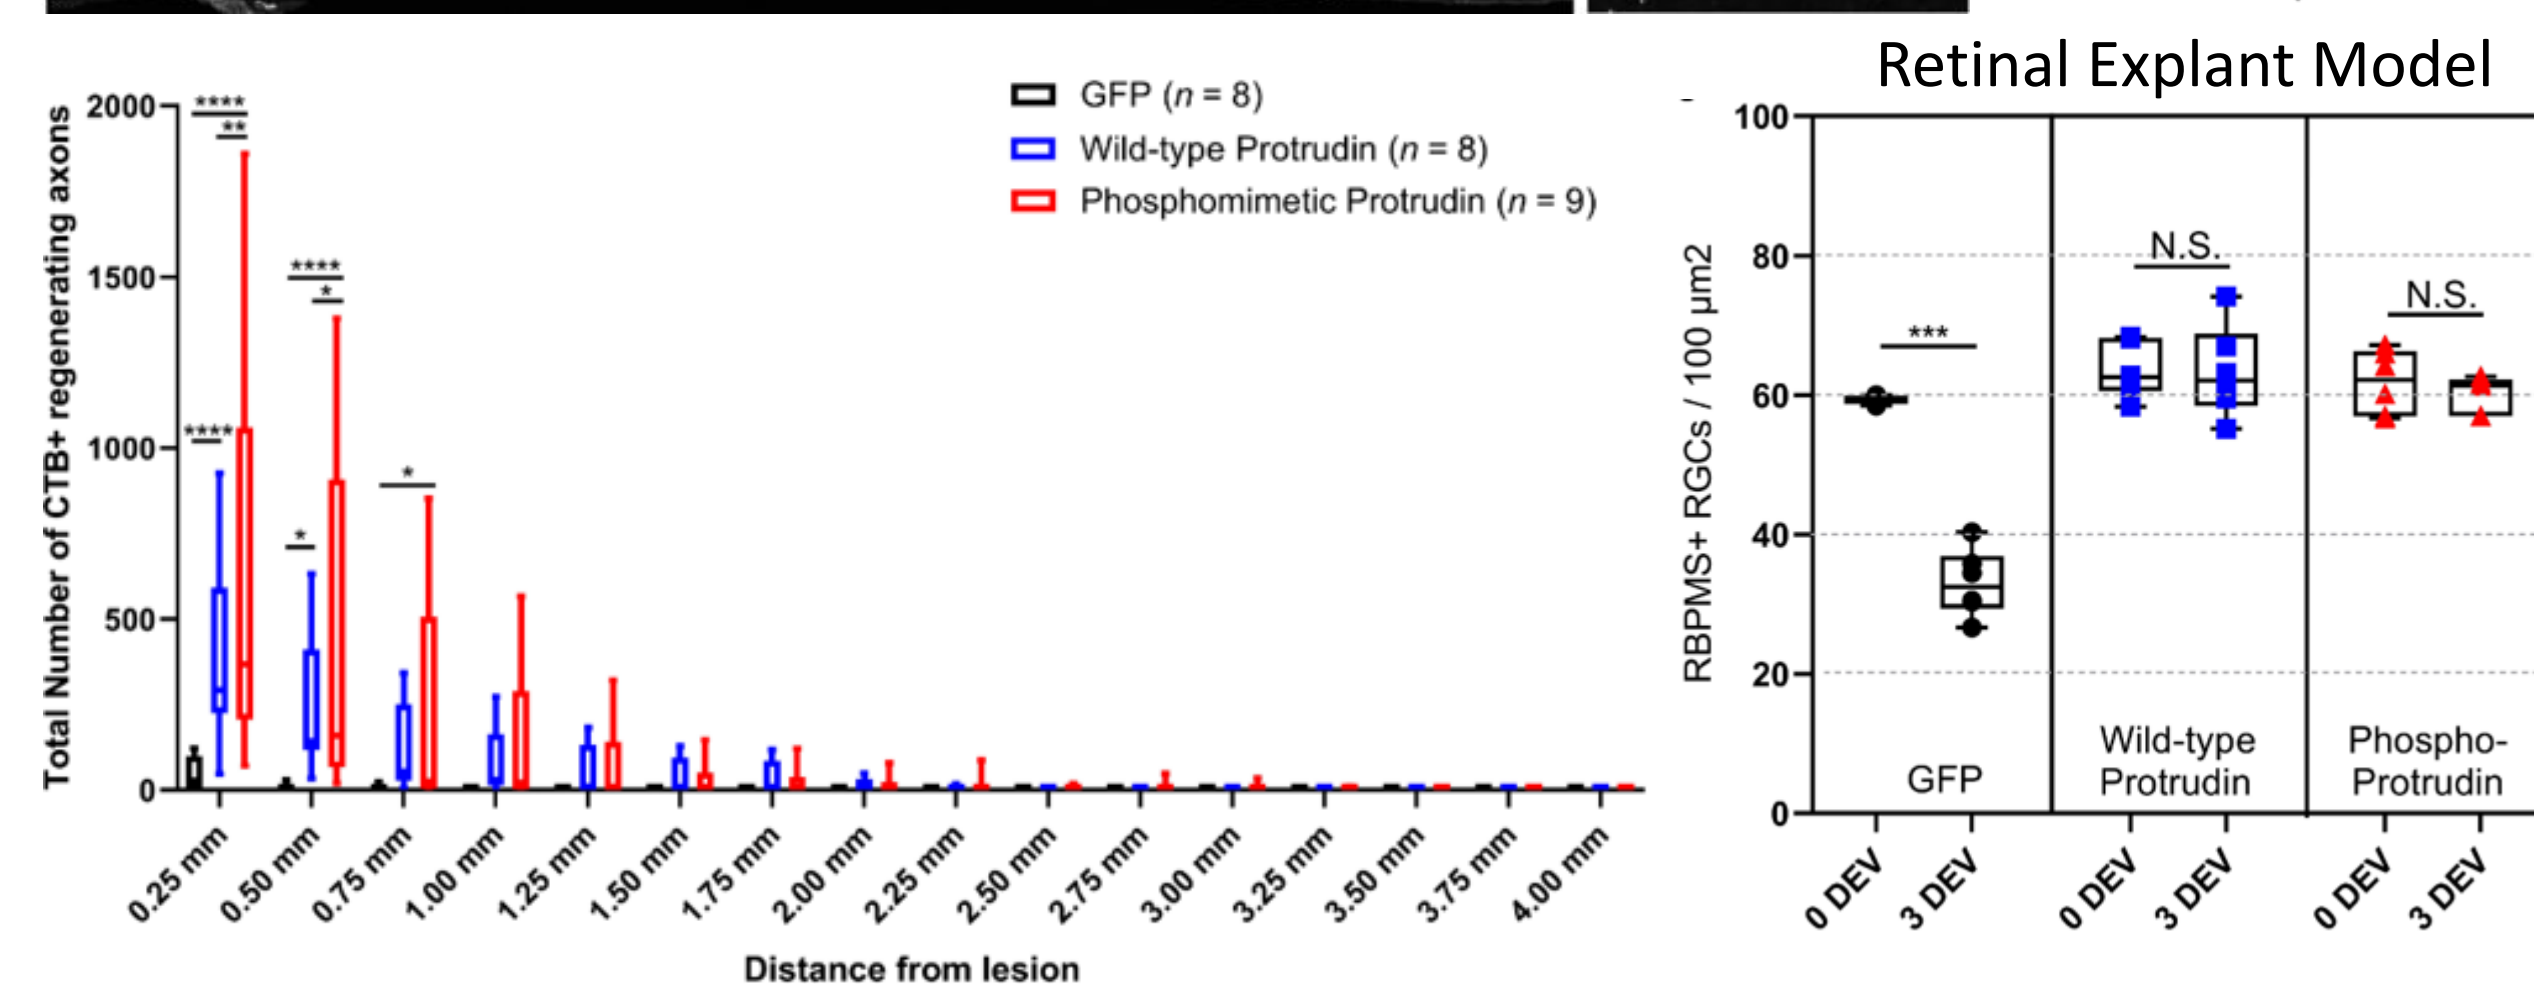 Retinal Explant Model
GFP (n = 8)
Wild-type Protrudin (n = 8)
Phosphomimetic Protrudin (n = 9)
Total Number of CTB+ regenerating axons
2000
1500
1000
500
0
****
**
****
****
*
*
*
0.25 mm
0.50 mm
0.75 mm
1.00 mm
1.25 mm
1.50 mm
1.75 mm
2.00 mm
2.25 mm
2.50 mm
2.75 mm
3.00 mm
3.25 mm
3.50 mm
3.75 mm
4.00 mm
Distance from lesion
RBPMS+ RGCs / 100 µm2
100
80
60
40
20
0
***
N.S.
N.S.
GFP
Wild-type
Protrudin
Phospho-
Protrudin
0 DEV
3 DEV
0 DEV
3 DEV
0 DEV
3 DEV